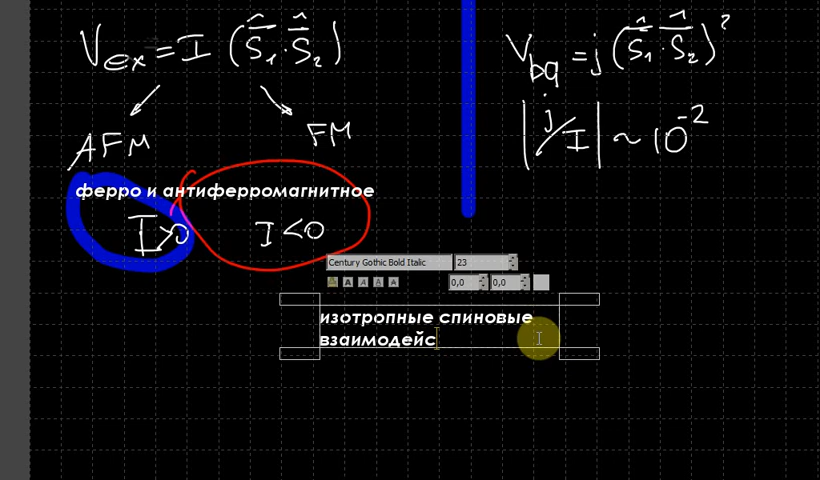 V_ex = I (Ŝ₁ · Ŝ₂)
V_bq = j (Ŝ₁ · Ŝ₂)²
AFM
FM
|j/I| ~ 10⁻²
ферро и антиферромагнитное
I>0
I<0
Century Gothic Bold Italic
23
A A A A A
0,0
0,0
изотропные спиновые
взаимодейс